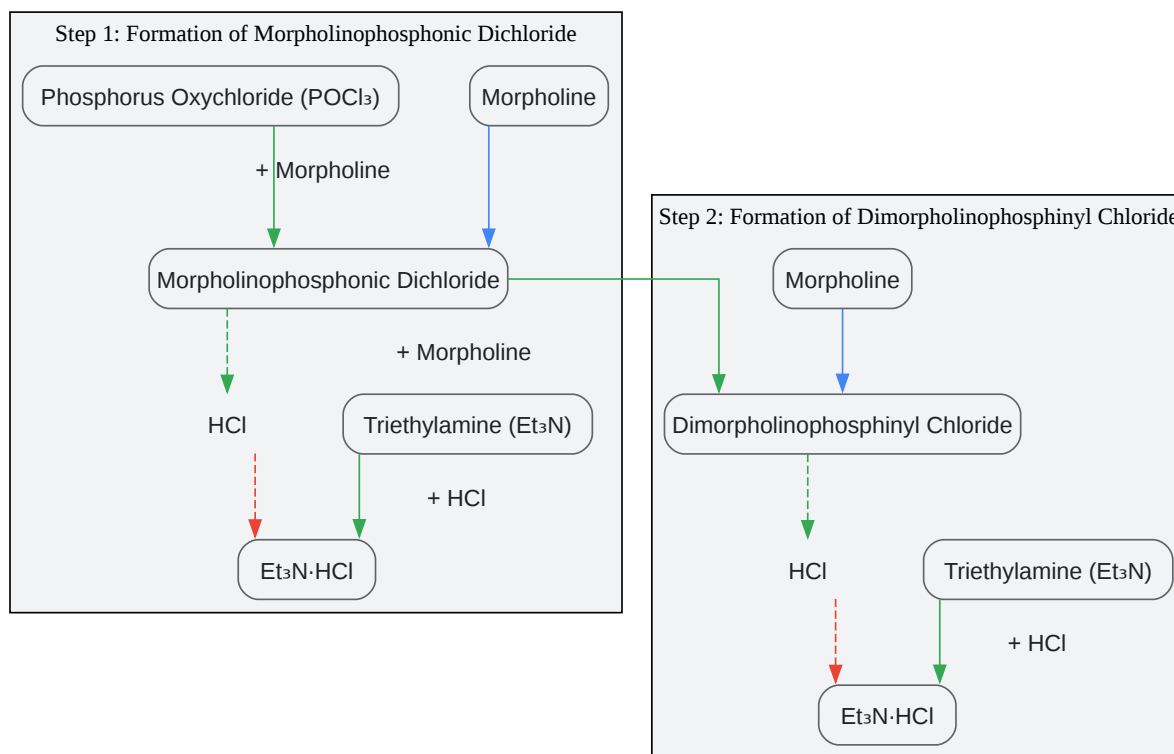 Step 1: Formation of Morpholinophosphonic Dichloride
Phosphorus Oxychloride (POCl₃)
Morpholine
+ Morpholine
Morpholinophosphonic Dichloride
+ Morpholine
HCl
Triethylamine (Et₃N)
+ HCl
Et₃N·HCl
Step 2: Formation of Dimorpholinophosphinyl Chloride
Morpholine
Dimorpholinophosphinyl Chloride
HCl
Triethylamine (Et₃N)
+ HCl
Et₃N·HCl